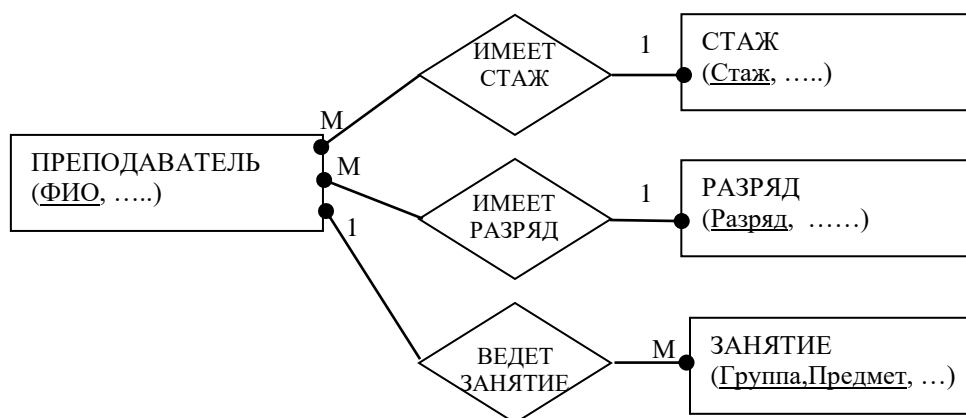 ИМЕЕТ
СТАЖ
1
СТАЖ
(Стаж, …..)
М
ПРЕПОДАВАТЕЛЬ
(ФИО, …..)
М
ИМЕЕТ
РАЗРЯД
1
РАЗРЯД
(Разряд, ……)
1
ВЕДЕТ
ЗАНЯТИЕ
М
ЗАНЯТИЕ
(Группа,Предмет, …)